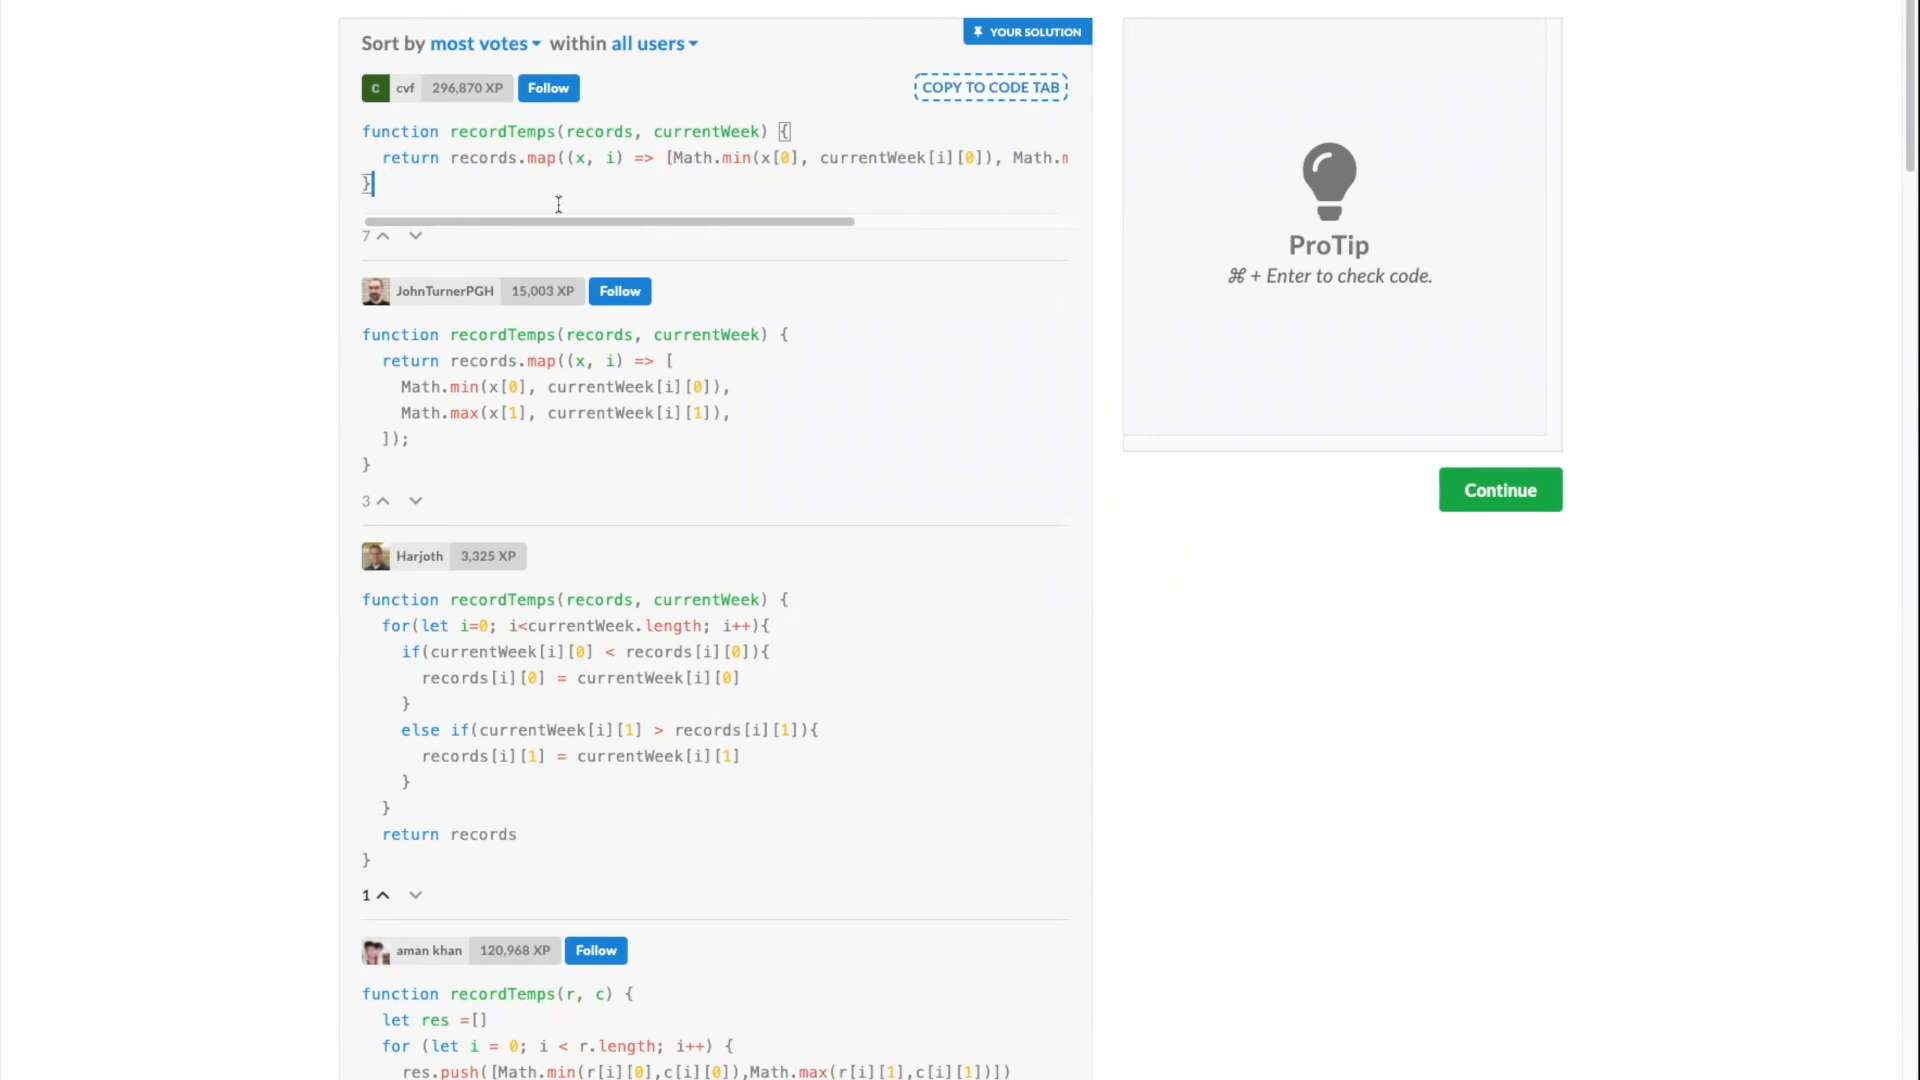 Sort by most votes within all users
YOUR SOLUTION
C cvf 296,870 XP Follow
COPY TO CODE TAB
function recordTemps(records, currentWeek) {
  return records.map((x, i) => [Math.min(x[0], currentWeek[i][0]), Math.m
}
7
JohnTurnerPGH 15,003 XP Follow
function recordTemps(records, currentWeek) {
  return records.map((x, i) => [
    Math.min(x[0], currentWeek[i][0]),
    Math.max(x[1], currentWeek[i][1]),
  ]);
}
3
Harjoth 3,325 XP
function recordTemps(records, currentWeek) {
  for(let i=0; i<currentWeek.length; i++){
    if(currentWeek[i][0] < records[i][0]){
      records[i][0] = currentWeek[i][0]
    }
    else if(currentWeek[i][1] > records[i][1]){
      records[i][1] = currentWeek[i][1]
    }
  }
  return records
}
1
aman khan 120,968 XP Follow
function recordTemps(r, c) {
  let res =[]
  for (let i = 0; i < r.length; i++) {
    res.push([Math.min(r[i][0],c[i][0]),Math.max(r[i][1],c[i][1])])
ProTip
⌘ + Enter to check code.
Continue